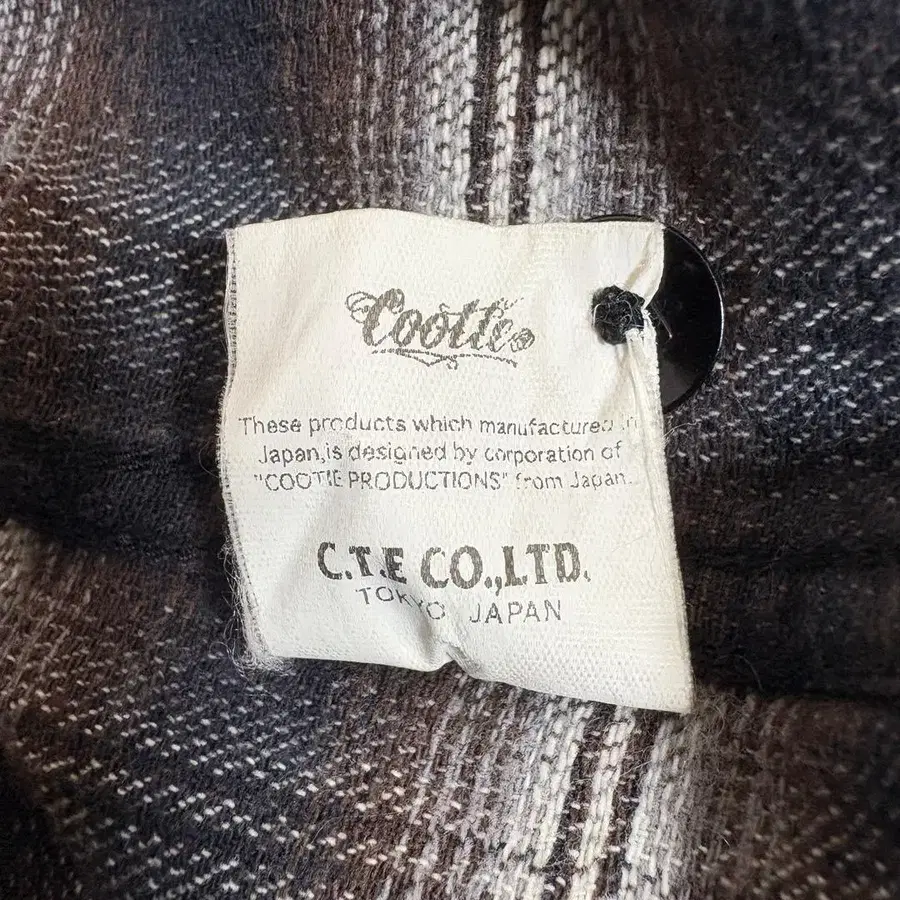 Cootie
These products which manufactured in
Japan,is designed by corporation of
"COOTIE PRODUCTIONS" from Japan.
C.T.E CO.,LTD.
TOKYO JAPAN